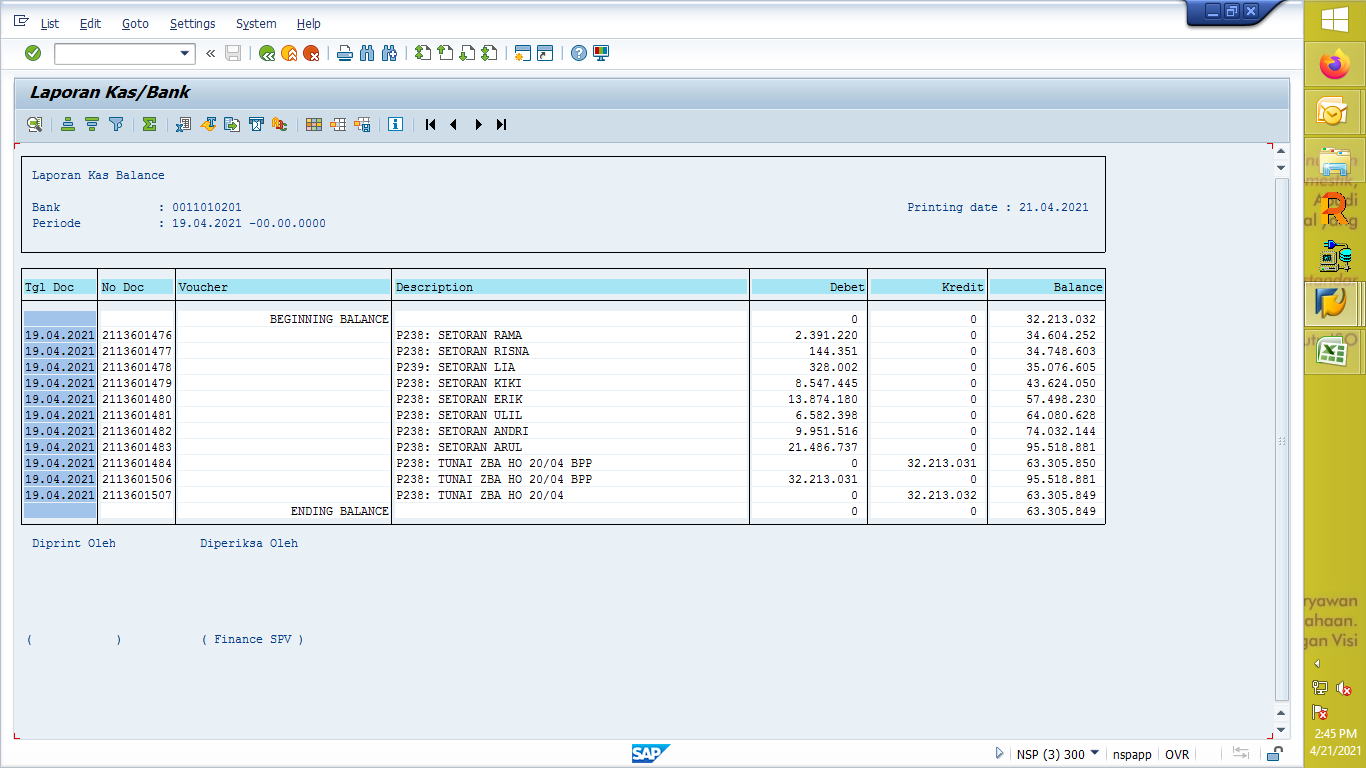 List Edit Goto Settings System Help
Laporan Kas/Bank
Laporan Kas Balance
Bank : 0011010201 Printing date : 21.04.2021
Periode : 19.04.2021 -00.00.0000
Tgl Doc No Doc Voucher Description Debet Kredit Balance
BEGINNING BALANCE 0 0 32.213.032
19.04.2021 2113601476 P238: SETORAN RAMA 2.391.220 0 34.604.252
19.04.2021 2113601477 P238: SETORAN RISNA 144.351 0 34.748.603
19.04.2021 2113601478 P239: SETORAN LIA 328.002 0 35.076.605
19.04.2021 2113601479 P238: SETORAN KIKI 8.547.445 0 43.624.050
19.04.2021 2113601480 P238: SETORAN ERIK 13.874.180 0 57.498.230
19.04.2021 2113601481 P238: SETORAN ULIL 6.582.398 0 64.080.628
19.04.2021 2113601482 P238: SETORAN ANDRI 9.951.516 0 74.032.144
19.04.2021 2113601483 P238: SETORAN ARUL 21.486.737 0 95.518.881
19.04.2021 2113601484 P238: TUNAI ZBA HO 20/04 BPP 0 32.213.031 63.305.850
19.04.2021 2113601506 P238: TUNAI ZBA HO 20/04 BPP 32.213.031 0 95.518.881
19.04.2021 2113601507 P238: TUNAI ZBA HO 20/04 0 32.213.032 63.305.849
ENDING BALANCE 0 0 63.305.849
Diprint Oleh Diperiksa Oleh
( ) ( Finance SPV )
ryawan
ahaan.
gan Visi
SAP
NSP (3) 300 nspapp OVR
2:45 PM
4/21/2021